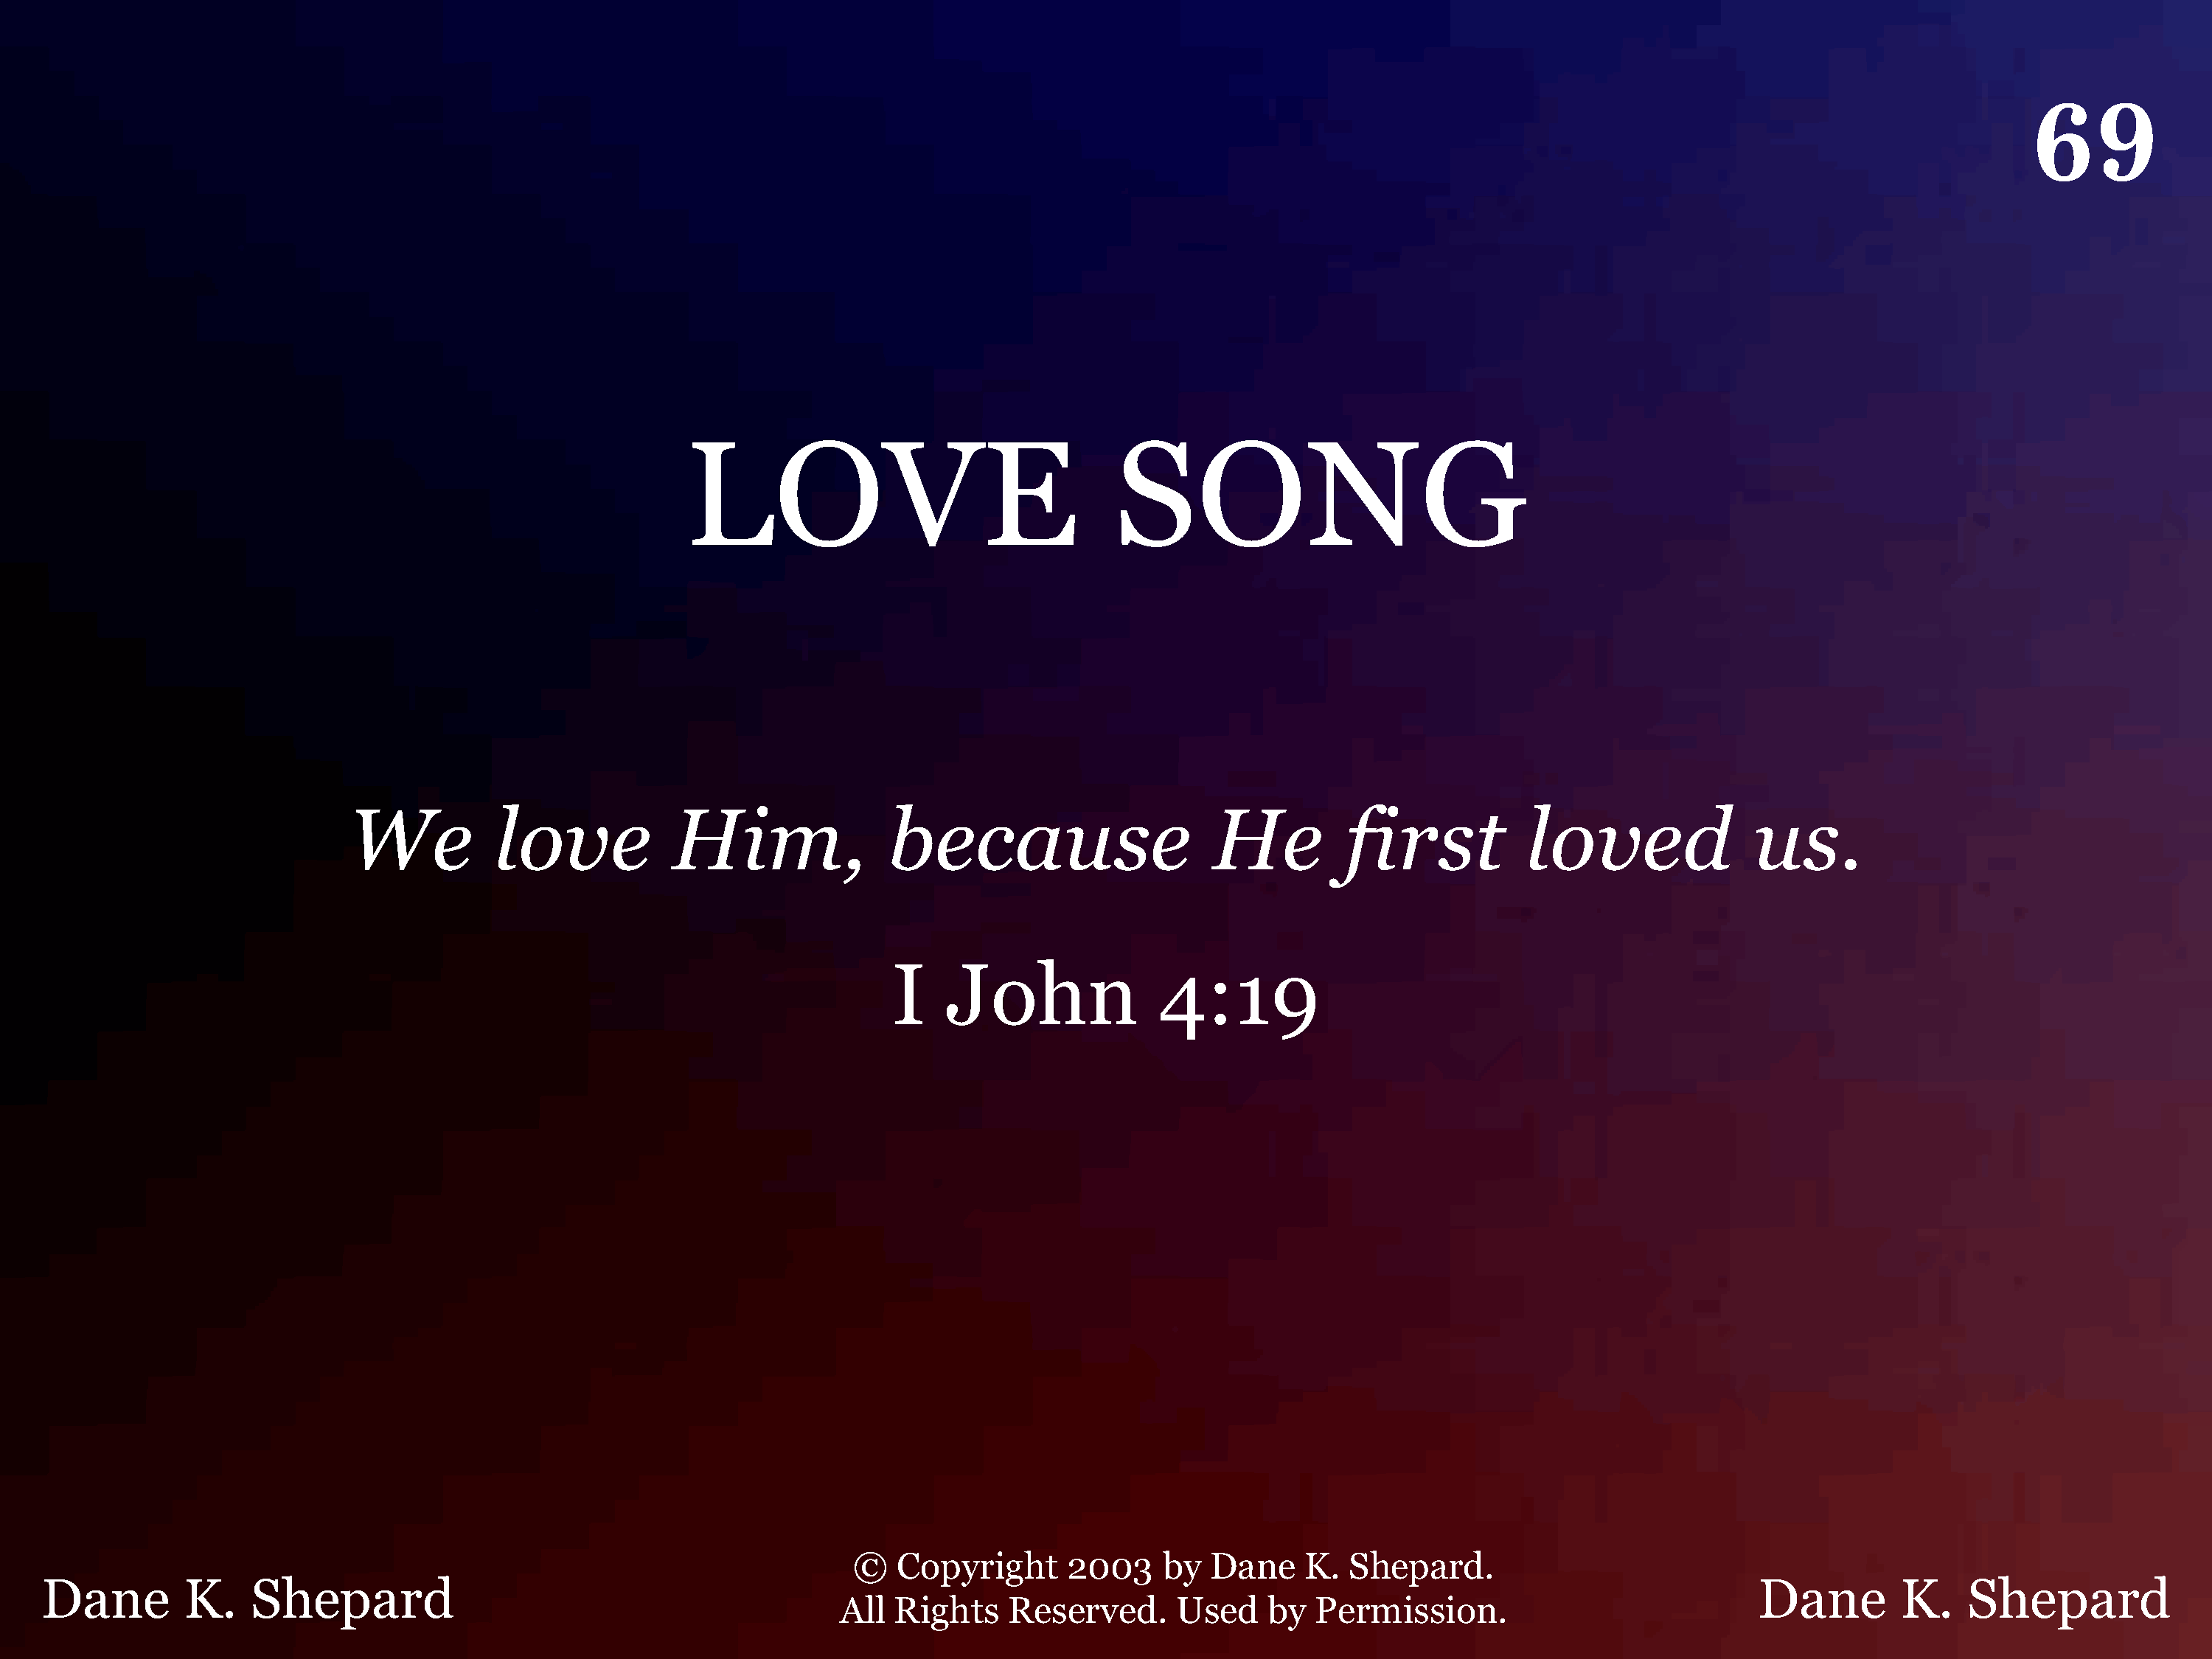 69
LOVE SONG
We love Him, because He first loved us.
I John 4:19
Dane K. Shepard
© Copyright 2003 by Dane K. Shepard.
All Rights Reserved. Used by Permission.
Dane K. Shepard